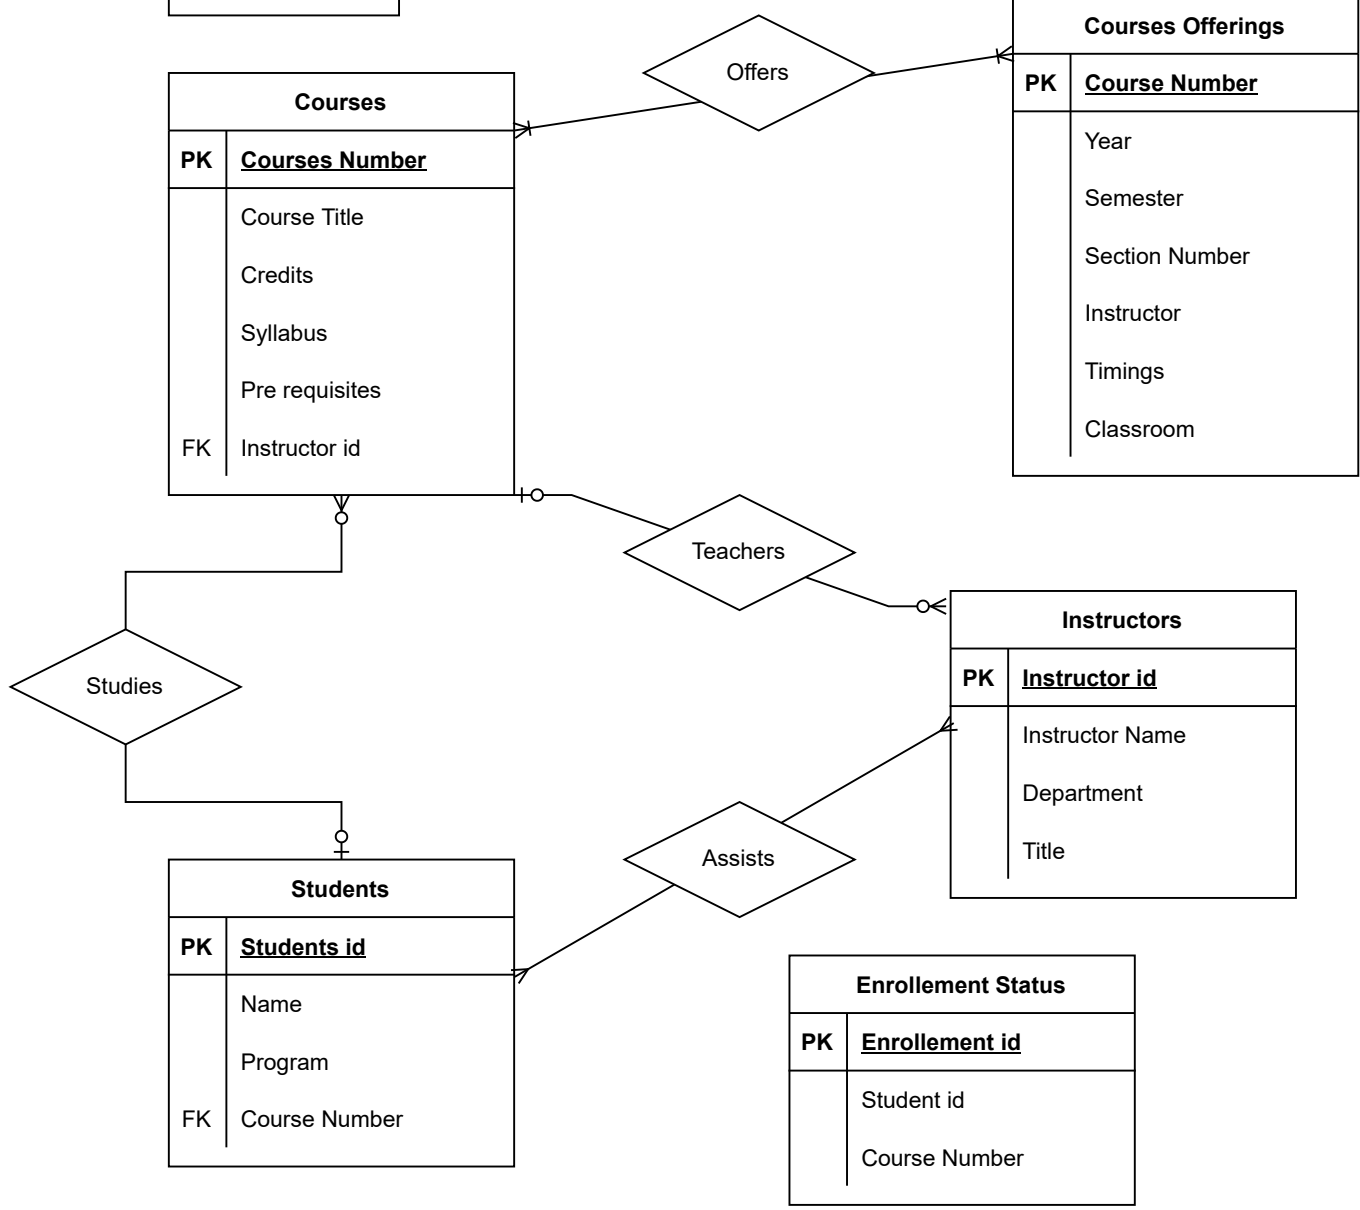 Courses Offerings
PK Course Number
Year
Semester
Section Number
Instructor
Timings
Classroom
Offers
Courses
PK Courses Number
Course Title
Credits
Syllabus
Pre requisites
FK Instructor id
Teachers
Studies
Instructors
PK Instructor id
Instructor Name
Department
Title
Assists
Students
PK Students id
Name
Program
FK Course Number
Enrollement Status
PK Enrollement id
Student id
Course Number